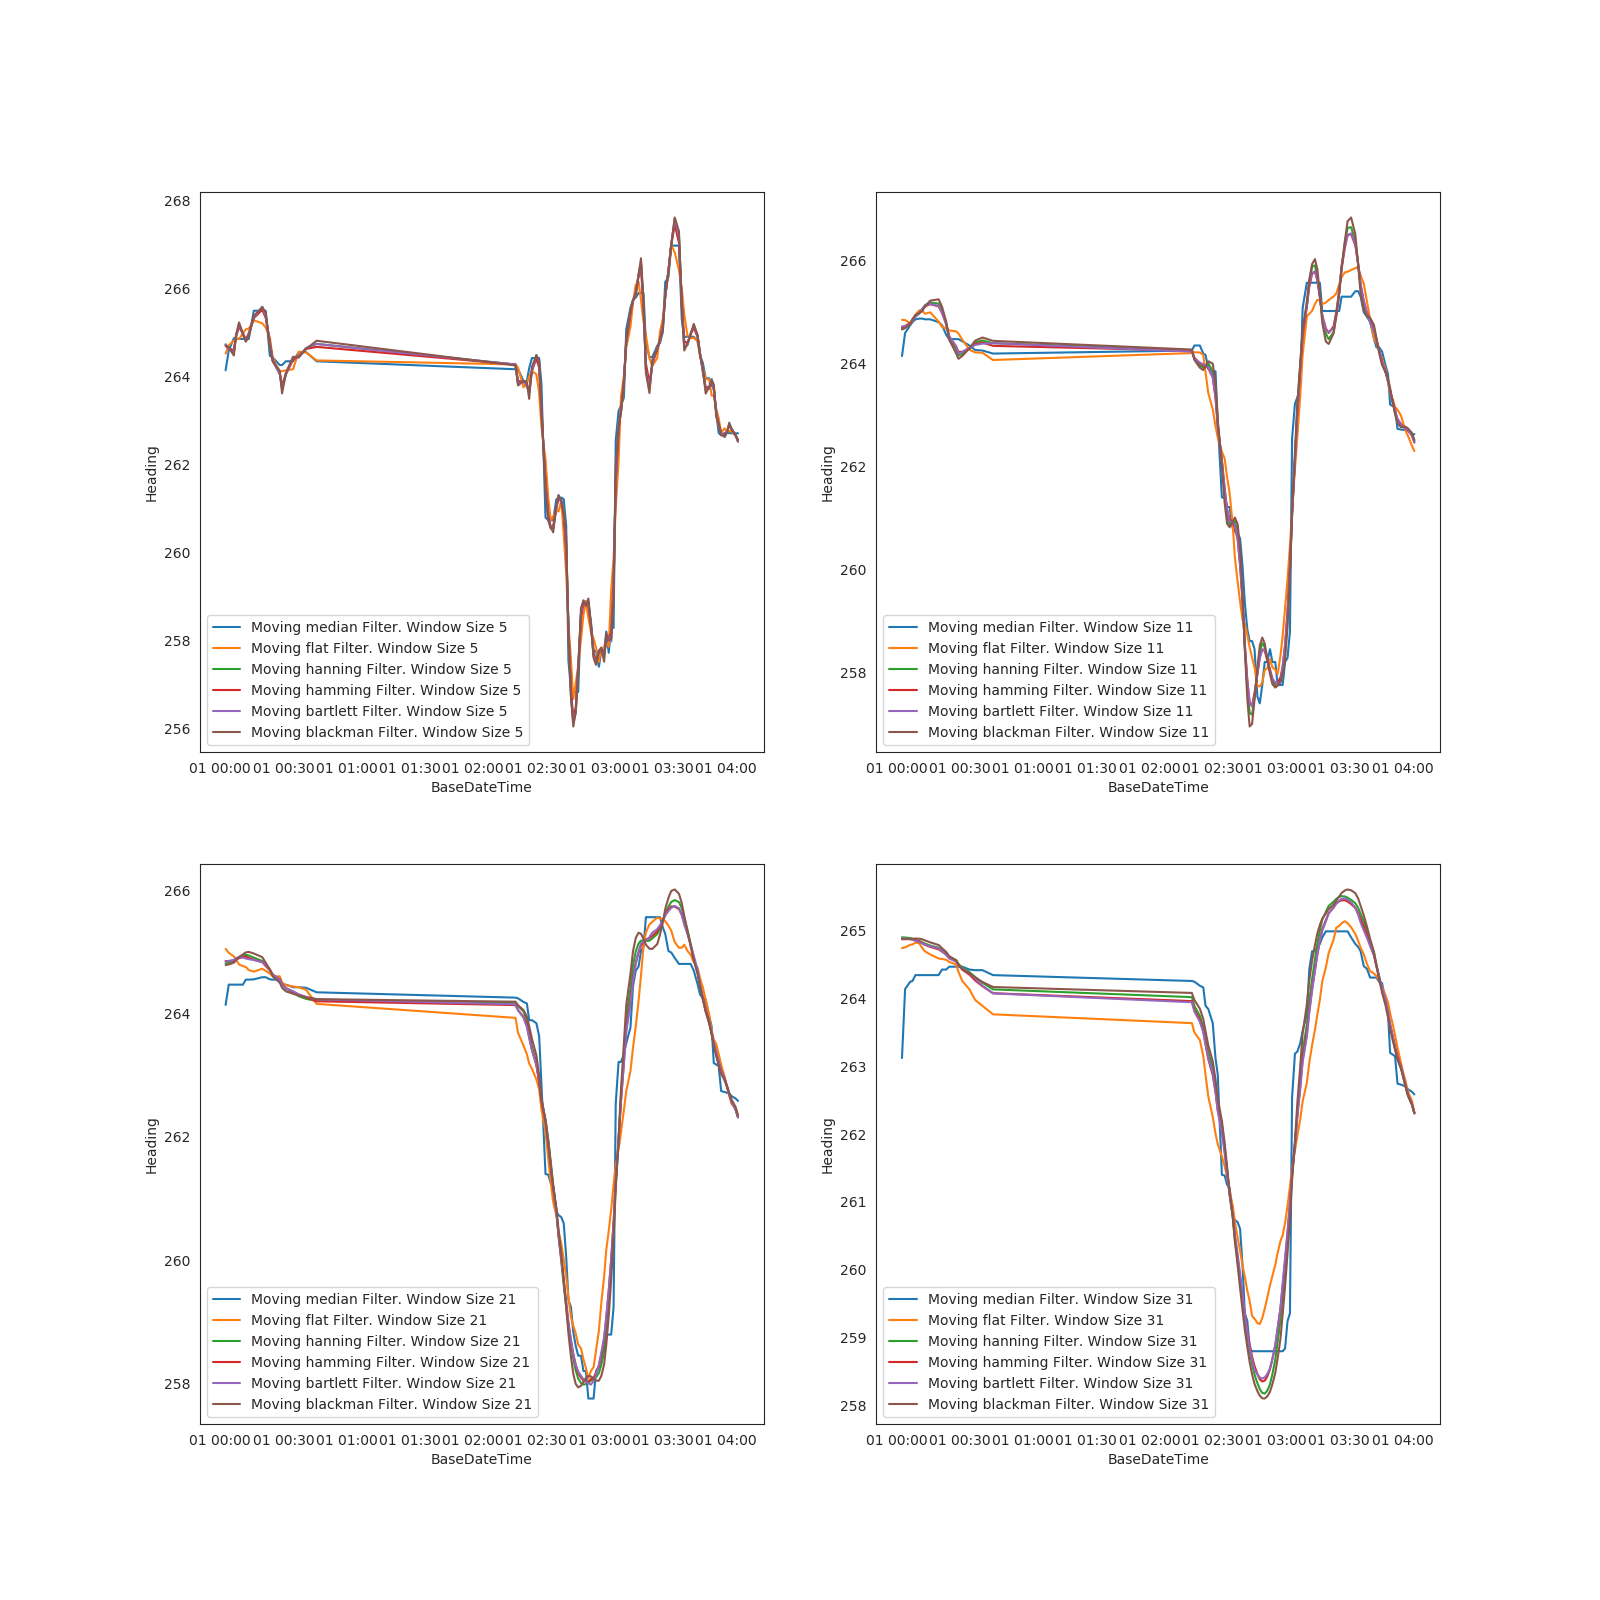 268
266
264
262
260
258
256
Heading
Moving median Filter. Window Size 5
Moving flat Filter. Window Size 5
Moving hanning Filter. Window Size 5
Moving hamming Filter. Window Size 5
Moving bartlett Filter. Window Size 5
Moving blackman Filter. Window Size 5
01 00:00 01 00:30 01 01:00 01 01:30 01 02:00 01 02:30 01 03:00 01 03:30 01 04:00
BaseDateTime
266
264
262
260
258
Heading
Moving median Filter. Window Size 11
Moving flat Filter. Window Size 11
Moving hanning Filter. Window Size 11
Moving hamming Filter. Window Size 11
Moving bartlett Filter. Window Size 11
Moving blackman Filter. Window Size 11
01 00:00 01 00:30 01 01:00 01 01:30 01 02:00 01 02:30 01 03:00 01 03:30 01 04:00
BaseDateTime
266
264
262
260
258
Heading
Moving median Filter. Window Size 21
Moving flat Filter. Window Size 21
Moving hanning Filter. Window Size 21
Moving hamming Filter. Window Size 21
Moving bartlett Filter. Window Size 21
Moving blackman Filter. Window Size 21
01 00:00 01 00:30 01 01:00 01 01:30 01 02:00 01 02:30 01 03:00 01 03:30 01 04:00
BaseDateTime
265
264
263
262
261
260
259
258
Heading
Moving median Filter. Window Size 31
Moving flat Filter. Window Size 31
Moving hanning Filter. Window Size 31
Moving hamming Filter. Window Size 31
Moving bartlett Filter. Window Size 31
Moving blackman Filter. Window Size 31
01 00:00 01 00:30 01 01:00 01 01:30 01 02:00 01 02:30 01 03:00 01 03:30 01 04:00
BaseDateTime